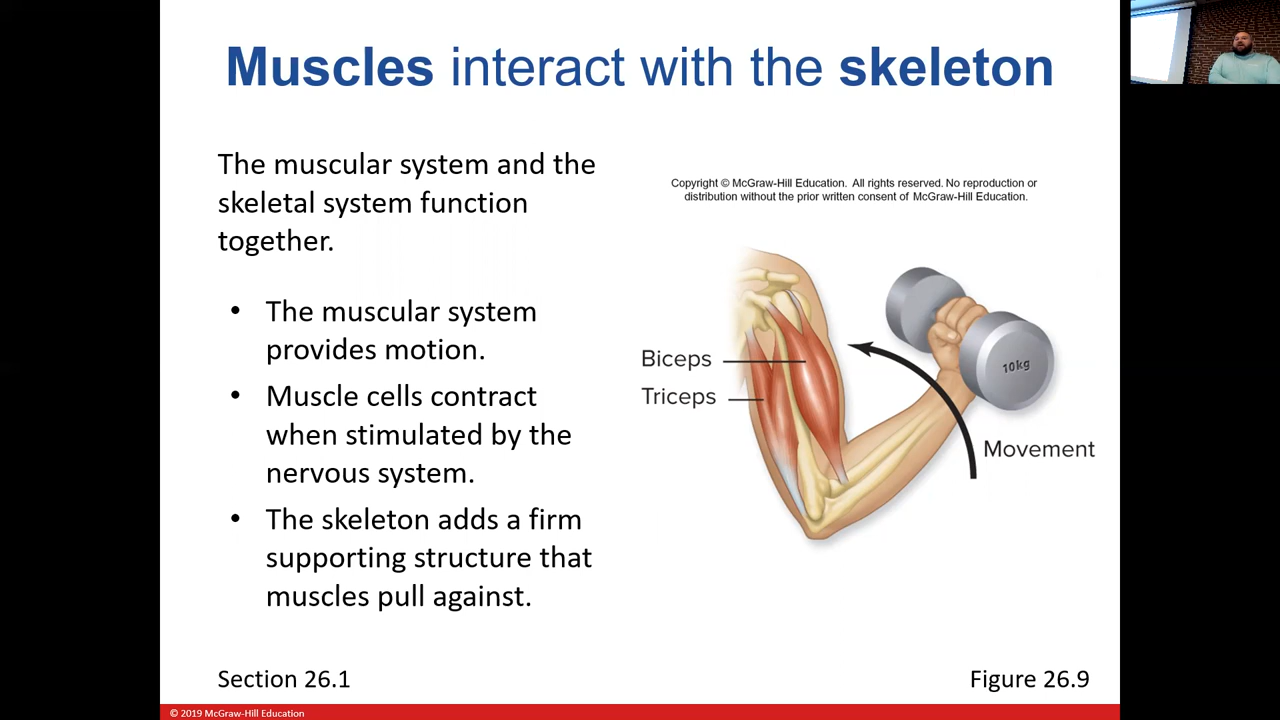 Muscles interact with the skeleton
The muscular system and the
skeletal system function
together.
• The muscular system
provides motion.
• Muscle cells contract
when stimulated by the
nervous system.
• The skeleton adds a firm
supporting structure that
muscles pull against.
Copyright © McGraw-Hill Education. All rights reserved. No reproduction or
distribution without the prior written consent of McGraw-Hill Education.
Biceps
Triceps
10kg
Movement
Section 26.1
Figure 26.9
© 2019 McGraw-Hill Education